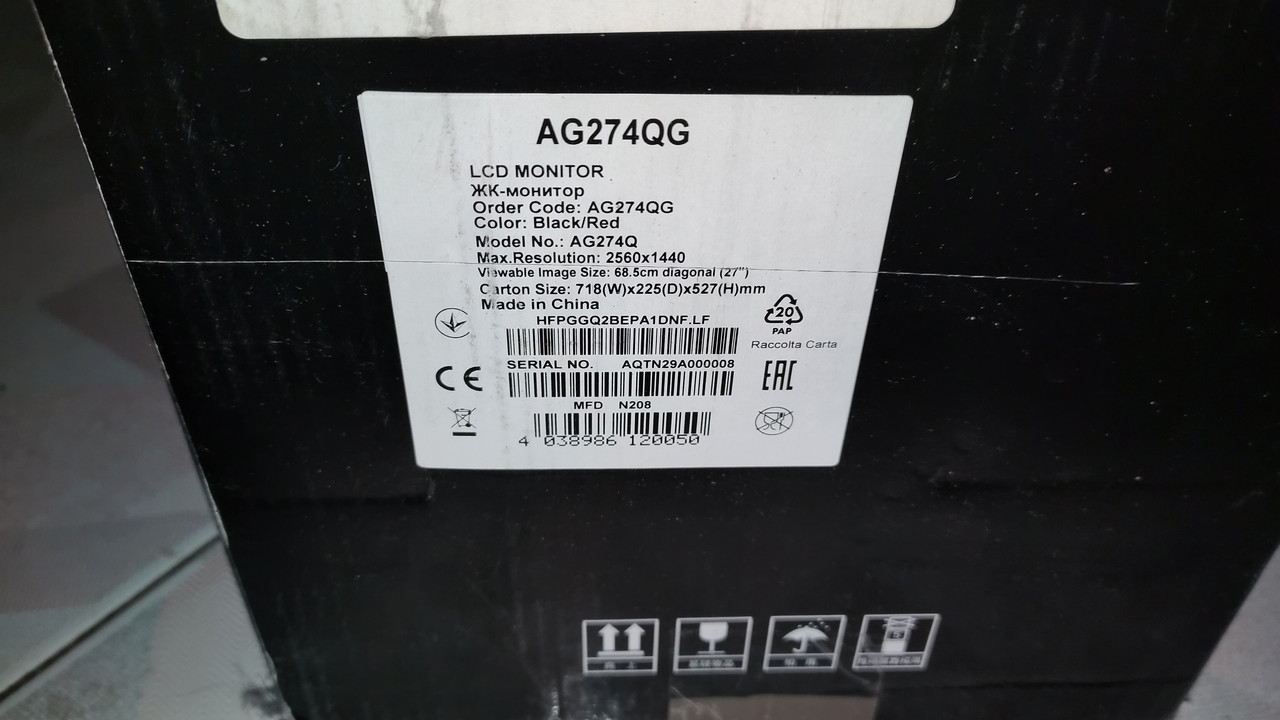 AG274QG
LCD MONITOR
ЖК-монитор
Order Code: AG274QG
Color: Black/Red
Model No.: AG274Q
Max.Resolution: 2560x1440
Viewable Image Size: 68.5cm diagonal (27")
Carton Size: 718(W)x225(D)x527(H)mm
Made in China
HFPGGQ2BEPA1DNF.LF
20
PAP
Raccolta Carta
SERIAL NO. AQTN29A000008
CE
EAC
MFD N208
4 038986 120050